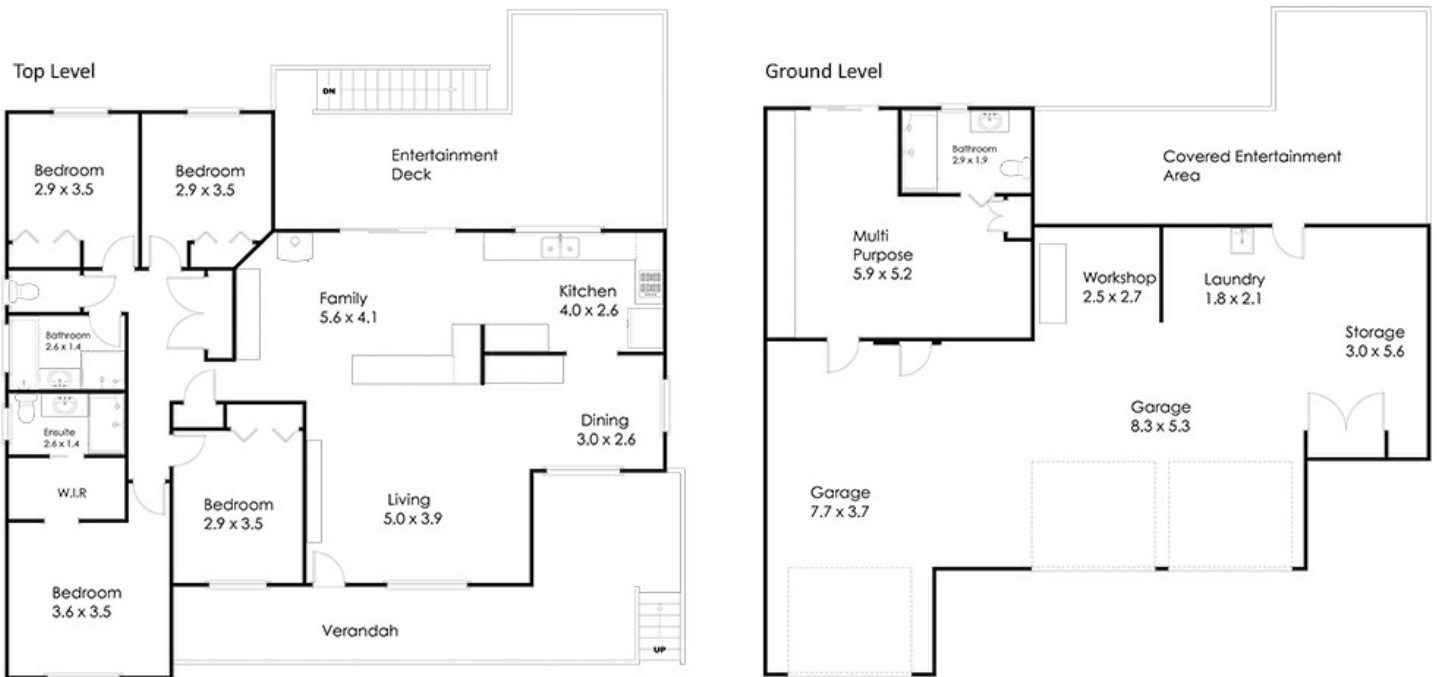 Top Level
DN
Bedroom
2.9 x 3.5
Bedroom
2.9 x 3.5
Entertainment
Deck
Family
5.6 x 4.1
Kitchen
4.0 x 2.6
Bathroom
2.6 x 1.4
Ensuite
2.6 x 1.4
Dining
3.0 x 2.6
W.I.R
Bedroom
2.9 x 3.5
Living
5.0 x 3.9
Bedroom
3.6 x 3.5
Verandah
UP
Ground Level
Bathroom
2.9 x 1.9
Covered Entertainment
Area
Multi
Purpose
5.9 x 5.2
Workshop
2.5 x 2.7
Laundry
1.8 x 2.1
Storage
3.0 x 5.6
Garage
8.3 x 5.3
Garage
7.7 x 3.7